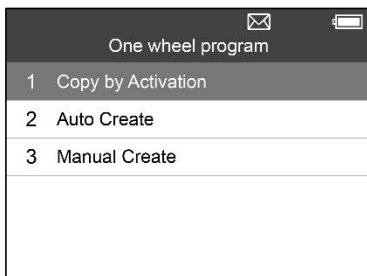 One wheel program
1 Copy by Activation
2 Auto Create
3 Manual Create